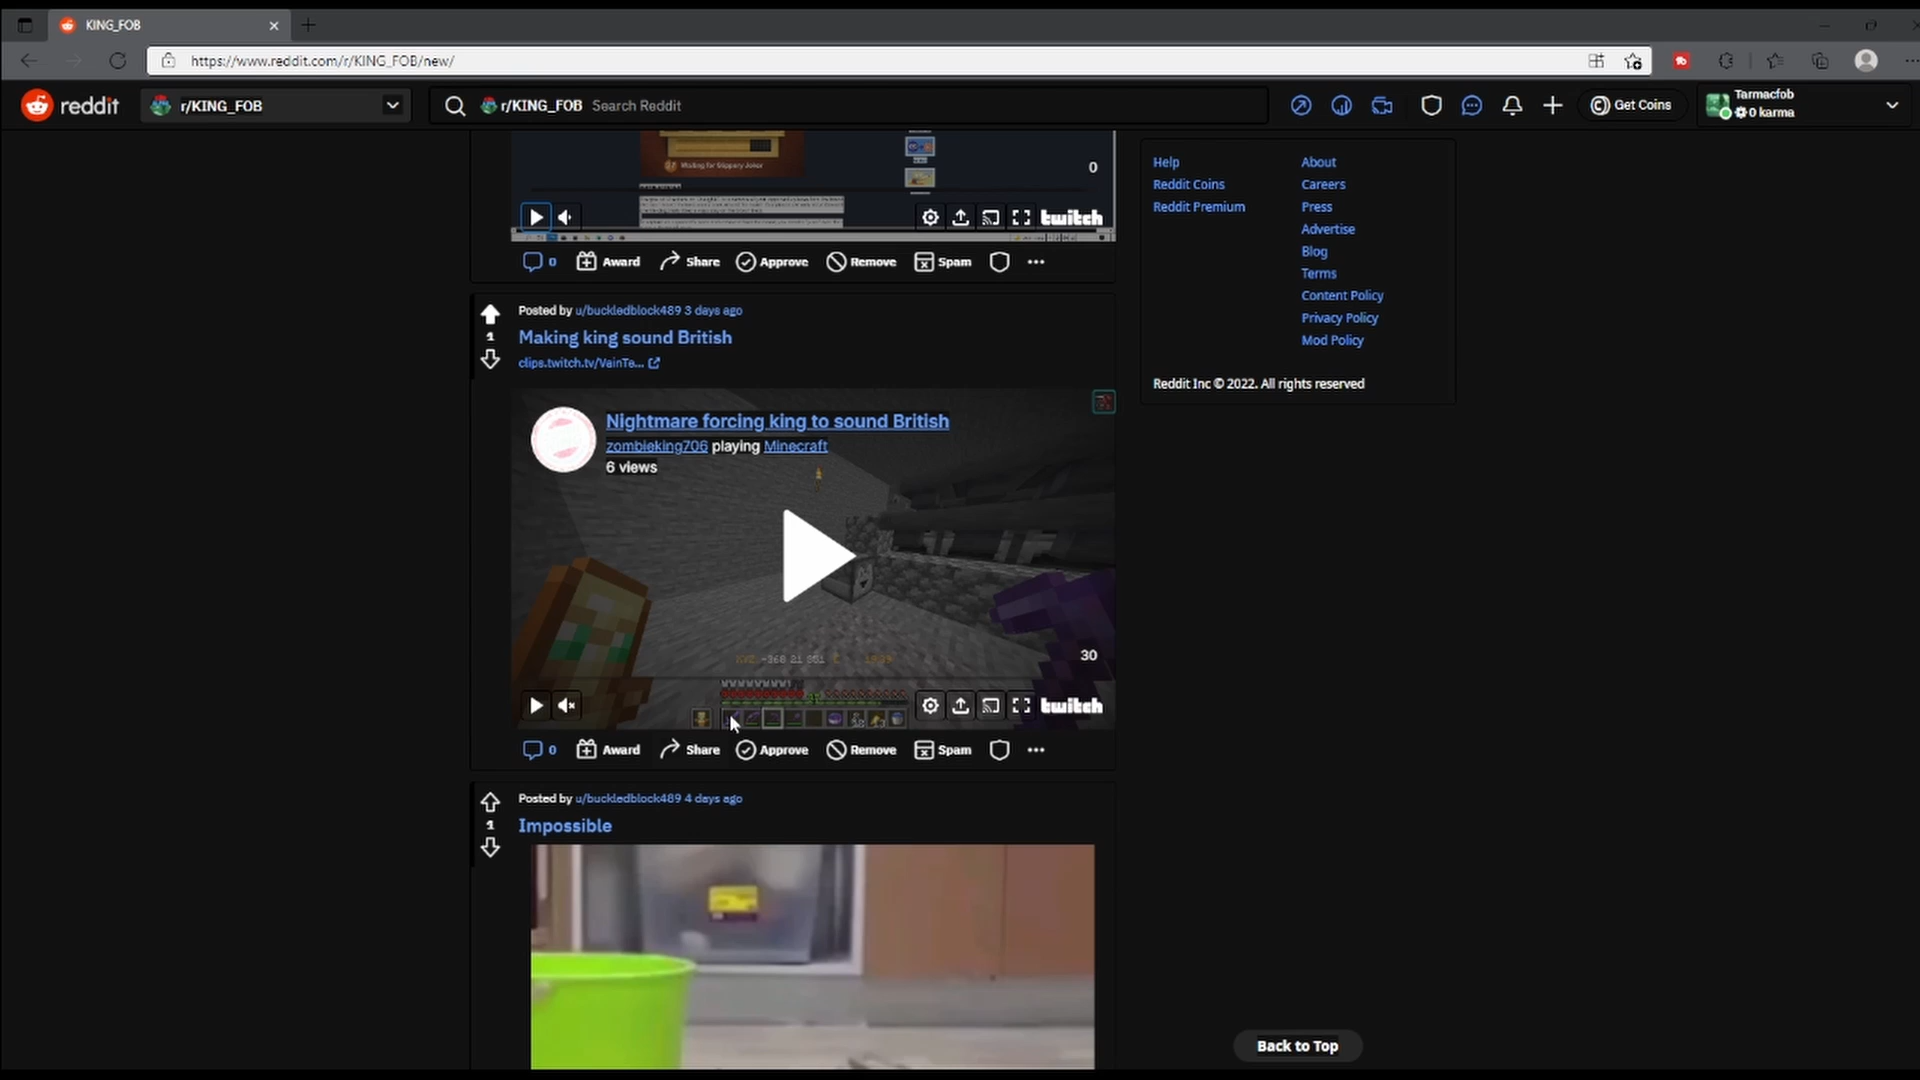 KING_FOB
https://www.reddit.com/r/KING_FOB/new/
reddit
r/KING_FOB
r/KING_FOB Search Reddit
Get Coins
Tarmacfob
0 karma
Waiting for Slippery Joker
0
twitch
0 Award Share Approve Remove Spam
Posted by u/buckledblock489 3 days ago
1
Making king sound British
clips.twitch.tv/VainTe...
Nightmare forcing king to sound British
zombieking706 playing Minecraft
6 views
30
twitch
0 Award Share Approve Remove Spam
Posted by u/buckledblock489 4 days ago
1
Impossible
Help
About
Reddit Coins
Careers
Reddit Premium
Press
Advertise
Blog
Terms
Content Policy
Privacy Policy
Mod Policy
Reddit Inc © 2022. All rights reserved
Back to Top